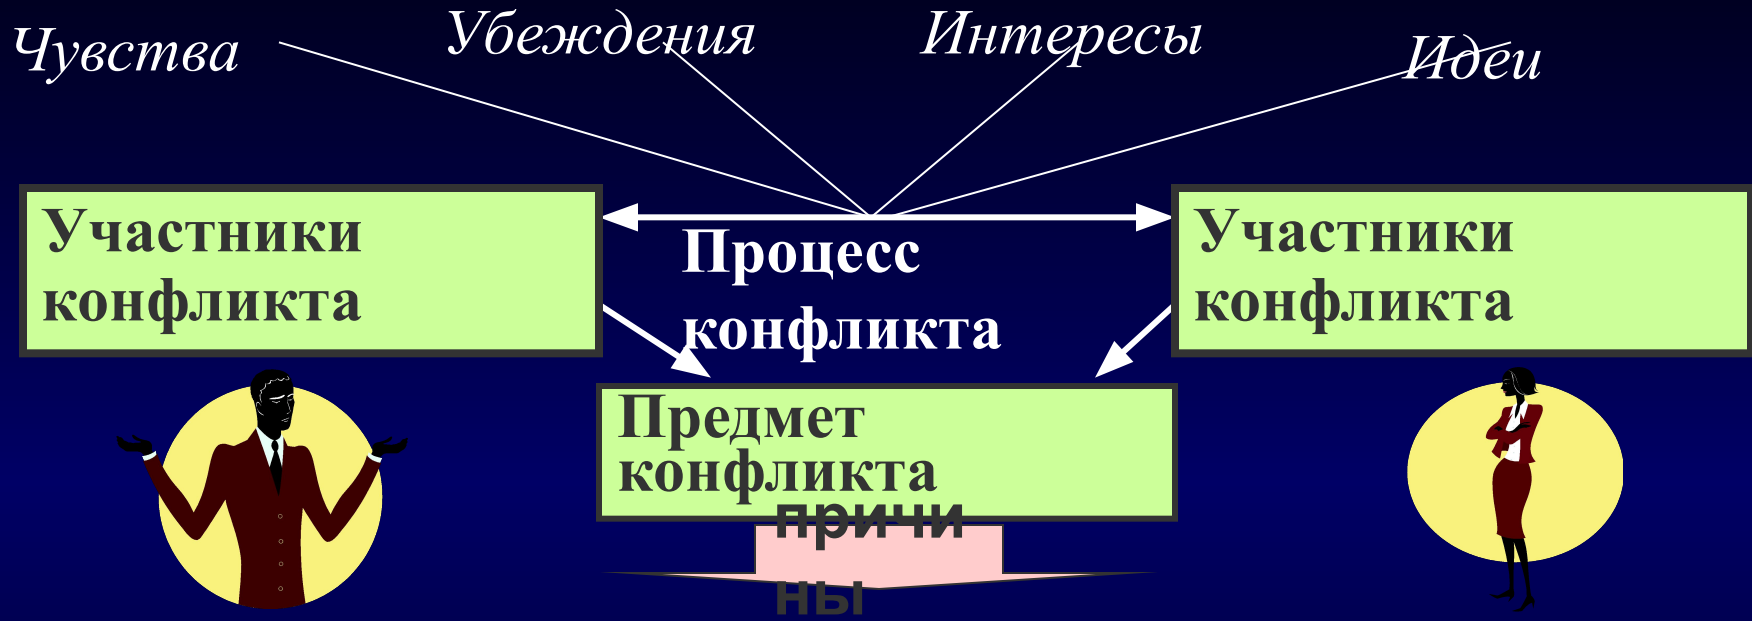 Чувства
Убеждения
Интересы
Идеи
Участники
конфликта
Процесс
конфликта
Участники
конфликта
Предмет
конфликта
причи
ны